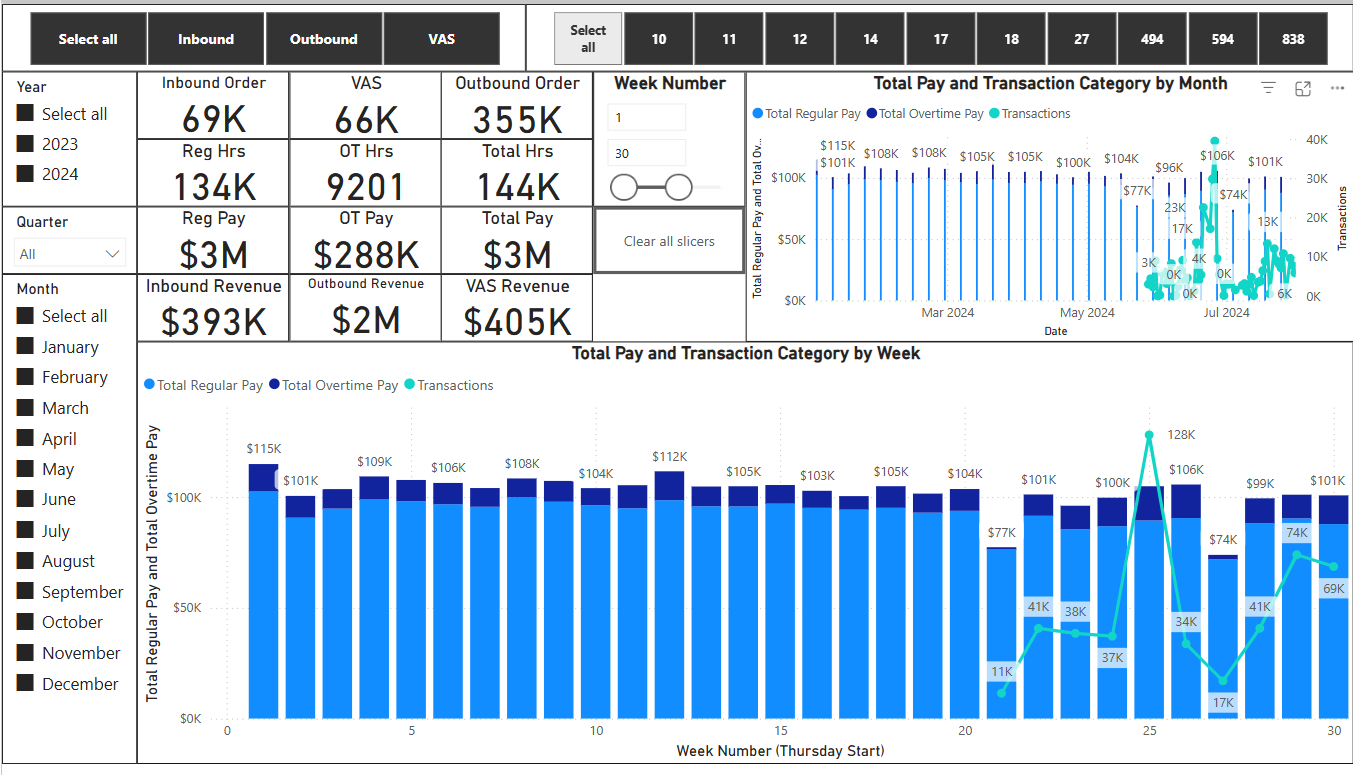 Select all Inbound Outbound VAS
Select all 10 11 12 14 17 18 27 494 594 838
Year
Select all
2023
2024
Quarter
All
Month
Select all
January
February
March
April
May
June
July
August
September
October
November
December
Inbound Order
69K
VAS
66K
Outbound Order
355K
Reg Hrs
134K
OT Hrs
9201
Total Hrs
144K
Reg Pay
$3M
OT Pay
$288K
Total Pay
$3M
Inbound Revenue
$393K
Outbound Revenue
$2M
VAS Revenue
$405K
Week Number
1
30
Clear all slicers
Total Pay and Transaction Category by Month
Total Regular Pay Total Overtime Pay Transactions
Total Regular Pay and Total Ov...
$100K
$50K
$0K
$115K
$101K
$108K
$108K
$105K
$105K
$100K
$104K
$77K
$96K
$106K
$74K
$101K
3K
0K
23K
17K
4K
0K
0K
13K
6K
40K
30K
20K
10K
0K
Transactions
Mar 2024 May 2024 Jul 2024
Date
Total Pay and Transaction Category by Week
Total Regular Pay Total Overtime Pay Transactions
Total Regular Pay and Total Overtime Pay
$100K
$50K
$0K
$115K
$101K
$109K
$106K
$108K
$104K
$112K
$105K
$103K
$105K
$104K
$77K
$101K
$100K
$106K
$74K
$99K
$101K
11K
41K
38K
37K
128K
34K
17K
41K
74K
69K
0 5 10 15 20 25 30
Week Number (Thursday Start)